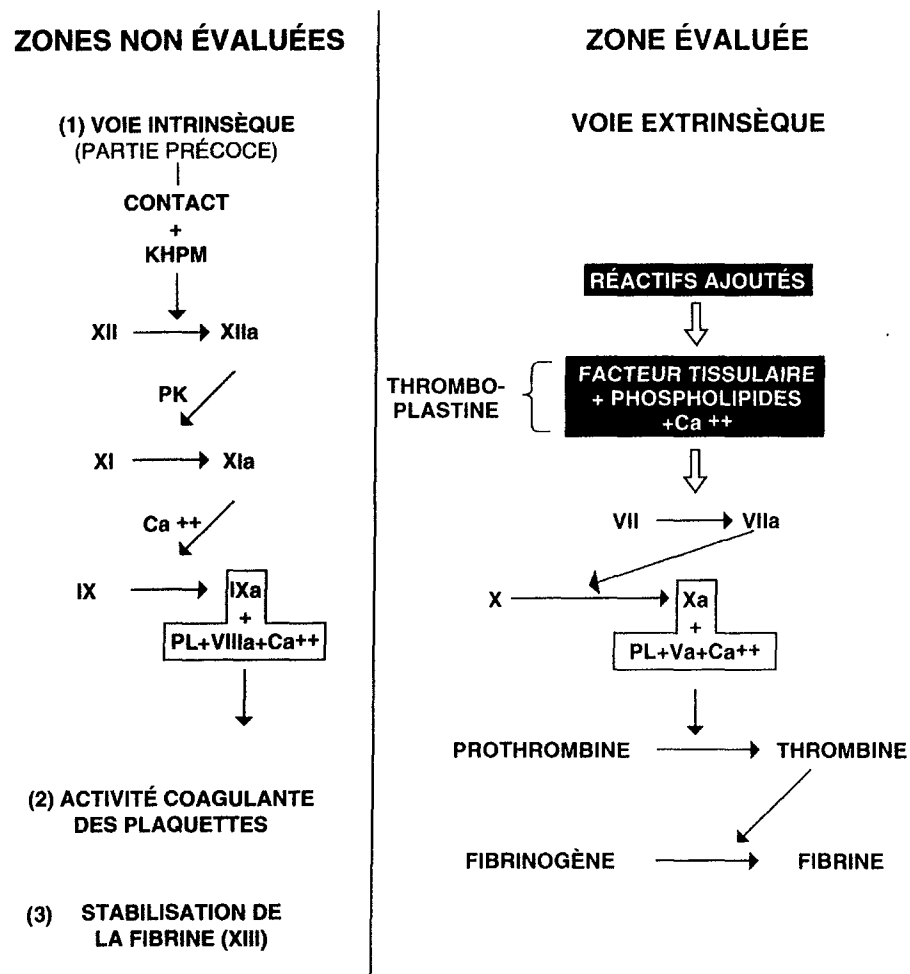 ZONES NON ÉVALUÉES
(1) VOIE INTRINSÈQUE
(PARTIE PRÉCOCE)
CONTACT
+
KHPM
XII XIIa
PK
XI XIa
Ca ++
IX IXa
+
PL+VIIIa+Ca++
(2) ACTIVITÉ COAGULANTE
DES PLAQUETTES
(3) STABILISATION DE
LA FIBRINE (XIII)
ZONE ÉVALUÉE
VOIE EXTRINSÈQUE
RÉACTIFS AJOUTÉS
THROMBO-
PLASTINE
FACTEUR TISSULAIRE
+ PHOSPHOLIPIDES
+Ca ++
VII VIIa
X Xa
+
PL+Va+Ca++
PROTHROMBINE THROMBINE
FIBRINOGÈNE FIBRINE